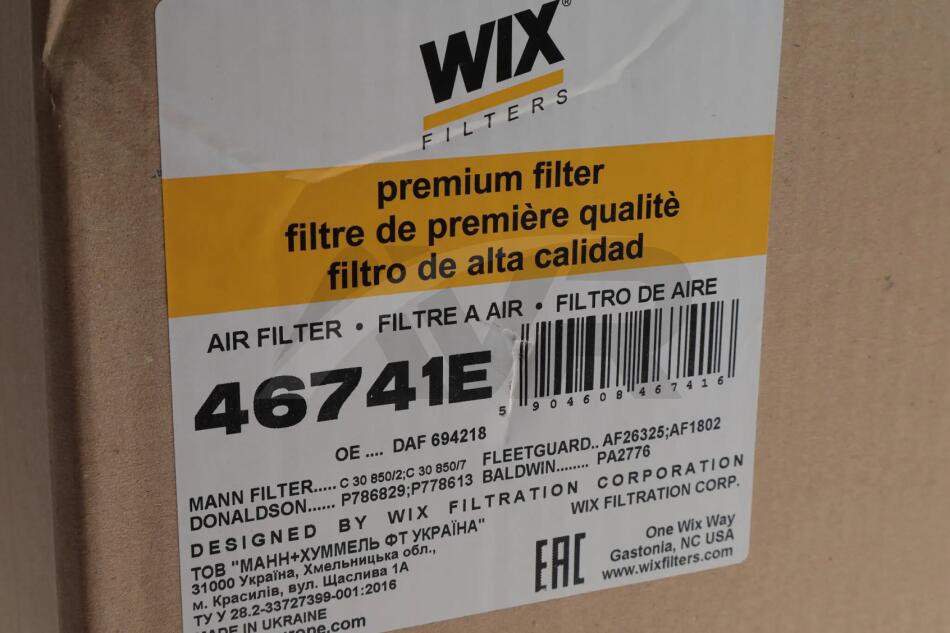 WIX®
FILTERS
premium filter
filtre de première qualitè
filtro de alta calidad
AIR FILTER • FILTRE A AIR • FILTRO DE AIRE
46741E
5 904608 467416
OE .... DAF 694218
MANN FILTER..... C 30 850/2;C 30 850/7 FLEETGUARD.. AF26325;AF1802
DONALDSON...... P786829;P778613 BALDWIN........ PA2776
DESIGNED BY WIX FILTRATION CORPORATION
ТОВ "МАНН+ХУММЕЛЬ ФТ УКРАЇНА"
31000 Україна, Хмельницька обл.,
м. Красилів, вул. Щаслива 1А
ТУ У 28.2-33727399-001:2016
MADE IN UKRAINE
EAC
WIX FILTRATION CORP.
One Wix Way
Gastonia, NC USA
www.wixfilters.com